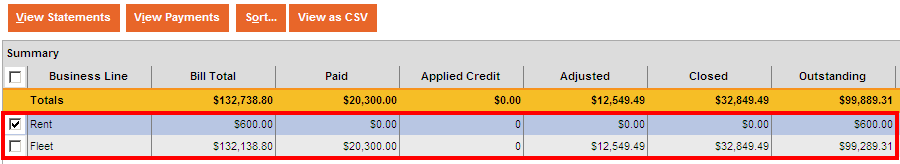 View Statements View Payments Sort... View as CSV
Summary
Business Line Bill Total Paid Applied Credit Adjusted Closed Outstanding
Totals $132,738.80 $20,300.00 $0.00 $12,549.49 $32,849.49 $99,889.31
Rent $600.00 $0.00 0 $0.00 $0.00 $600.00
Fleet $132,138.80 $20,300.00 0 $12,549.49 $32,849.49 $99,289.31